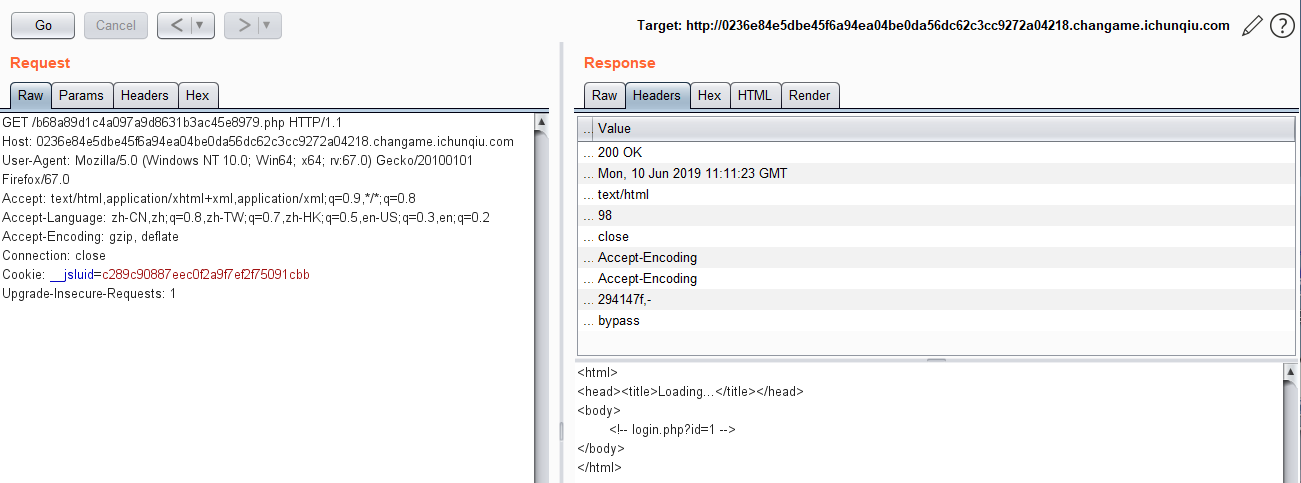 Go
Cancel
<
>
Target: http://0236e84e5dbe45f6a94ea04be0da56dc62c3cc9272a04218.changame.ichunqiu.com
?
Request
Response
Raw Params Headers Hex
Raw Headers Hex HTML Render
GET /b68a89d1c4a097a9d8631b3ac45e8979.php HTTP/1.1
Host: 0236e84e5dbe45f6a94ea04be0da56dc62c3cc9272a04218.changame.ichunqiu.com
User-Agent: Mozilla/5.0 (Windows NT 10.0; Win64; x64; rv:67.0) Gecko/20100101
Firefox/67.0
Accept: text/html,application/xhtml+xml,application/xml;q=0.9,*/*;q=0.8
Accept-Language: zh-CN,zh;q=0.8,zh-TW;q=0.7,zh-HK;q=0.5,en-US;q=0.3,en;q=0.2
Accept-Encoding: gzip, deflate
Connection: close
Cookie: __jsluid=c289c90887eec0f2a9f7ef2f75091cbb
Upgrade-Insecure-Requests: 1
... Value
... 200 OK
... Mon, 10 Jun 2019 11:11:23 GMT
... text/html
... 98
... close
... Accept-Encoding
... Accept-Encoding
... 294147f,-
... bypass
<html>
<head><title>Loading...</title></head>
<body>
<!-- login.php?id=1 -->
</body>
</html>